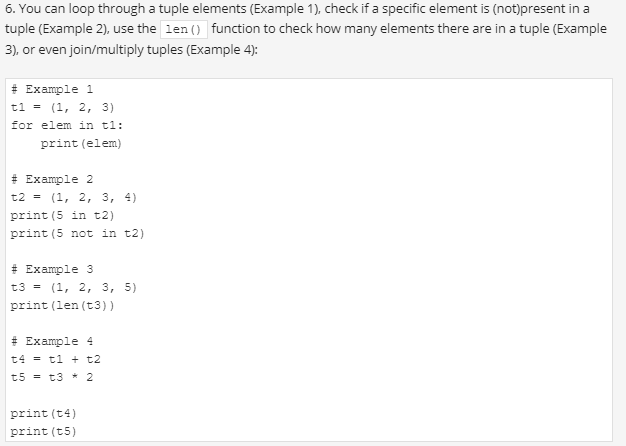 6. You can loop through a tuple elements (Example 1), check if a specific element is (not)present in a
tuple (Example 2), use the len() function to check how many elements there are in a tuple (Example
3), or even join/multiply tuples (Example 4):
# Example 1
t1 = (1, 2, 3)
for elem in t1:
    print(elem)
# Example 2
t2 = (1, 2, 3, 4)
print(5 in t2)
print(5 not in t2)
# Example 3
t3 = (1, 2, 3, 5)
print(len(t3))
# Example 4
t4 = t1 + t2
t5 = t3 * 2
print(t4)
print(t5)